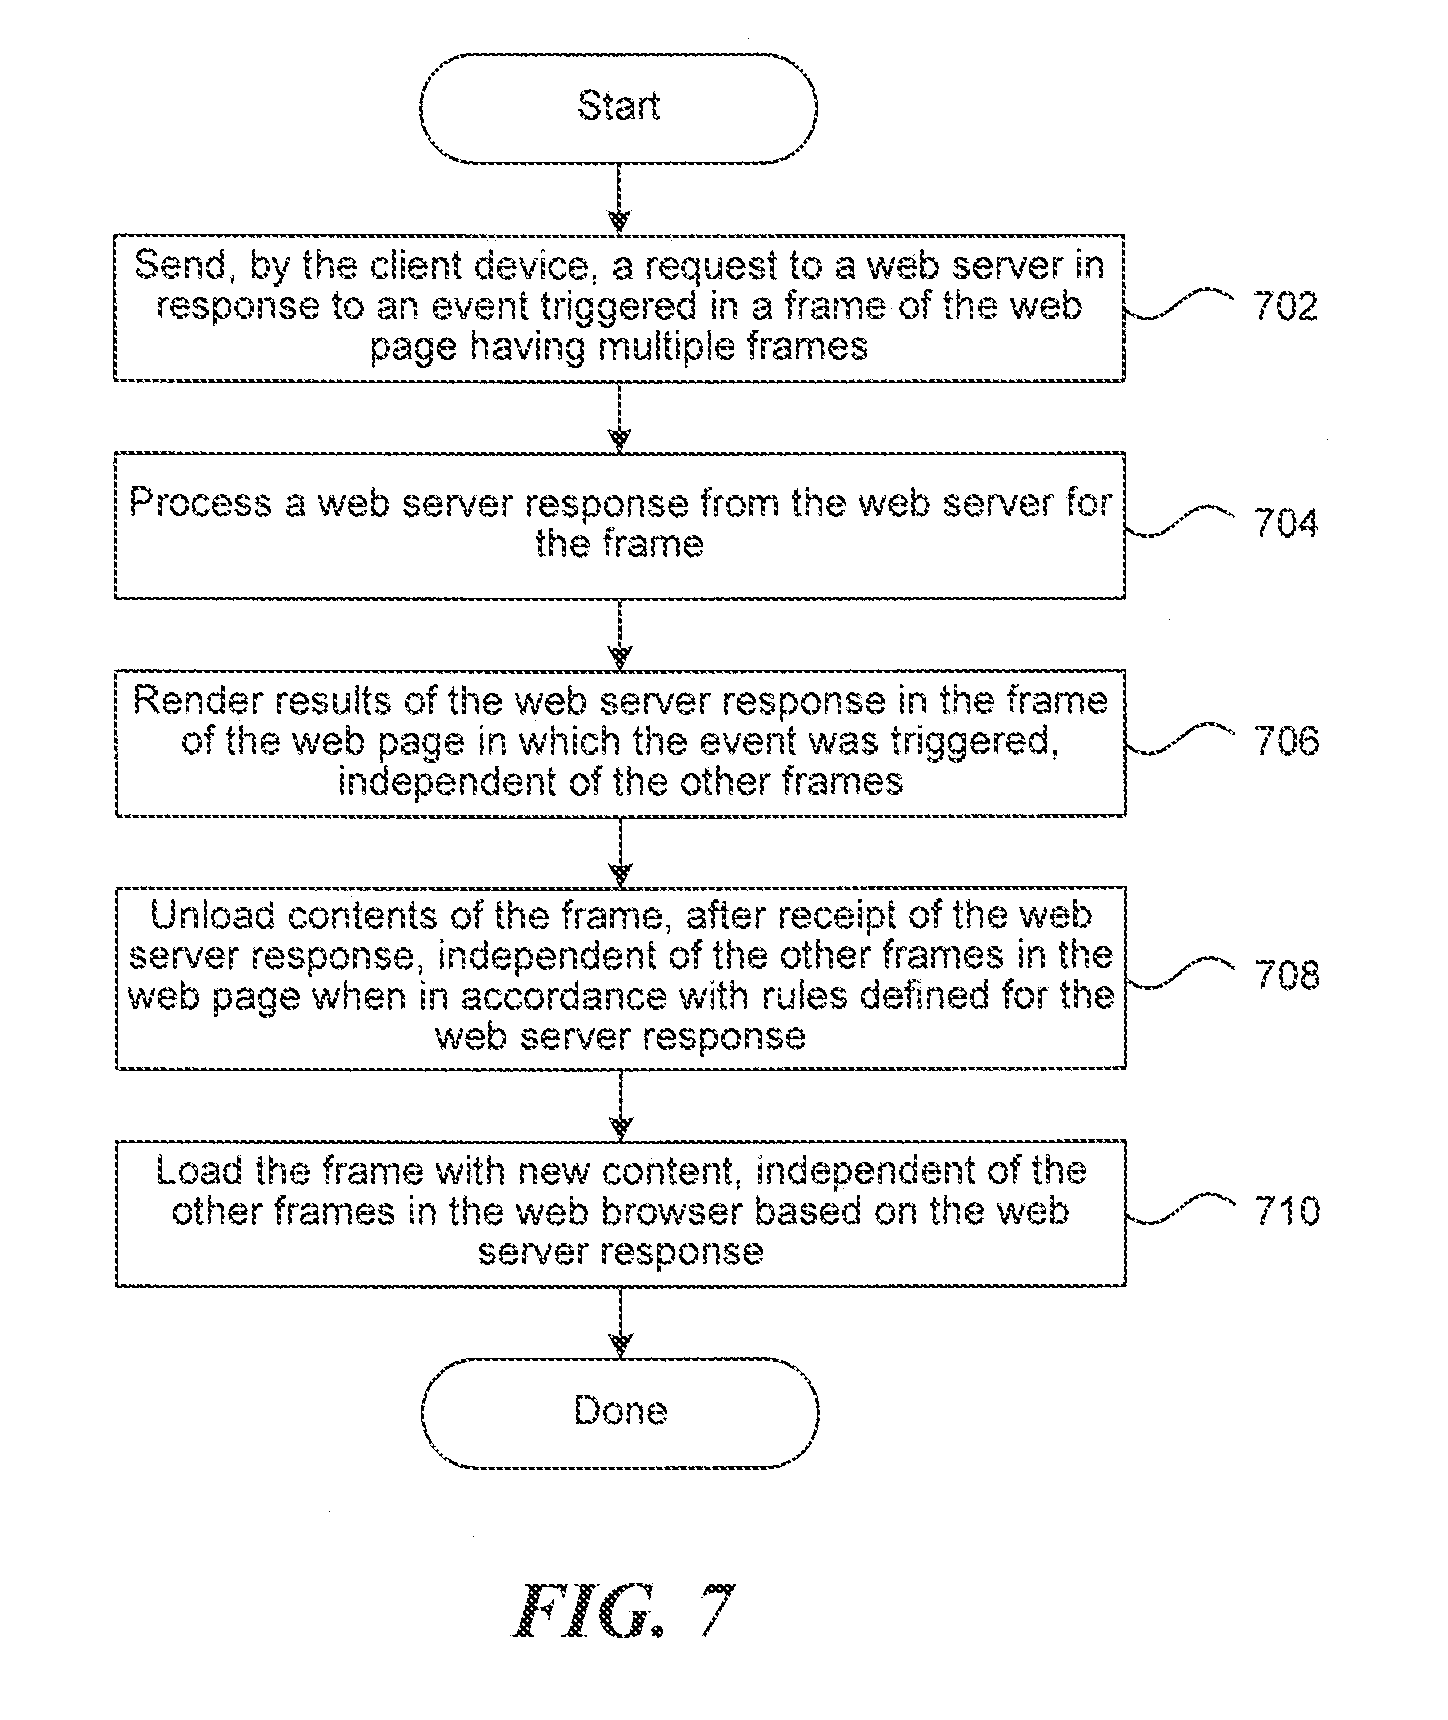 Start
Send, by the client device, a request to a web server in
response to an event triggered in a frame of the web
page having multiple frames
702
Process a web server response from the web server for
the frame
704
Render results of the web server response in the frame
of the web page in which the event was triggered,
independent of the other frames
706
Unload contents of the frame, after receipt of the web
server response, independent of the other frames in the
web page when in accordance with rules defined for the
web server response
708
Load the frame with new content, independent of the
other frames in the web browser based on the web
server response
710
Done
FIG. 7